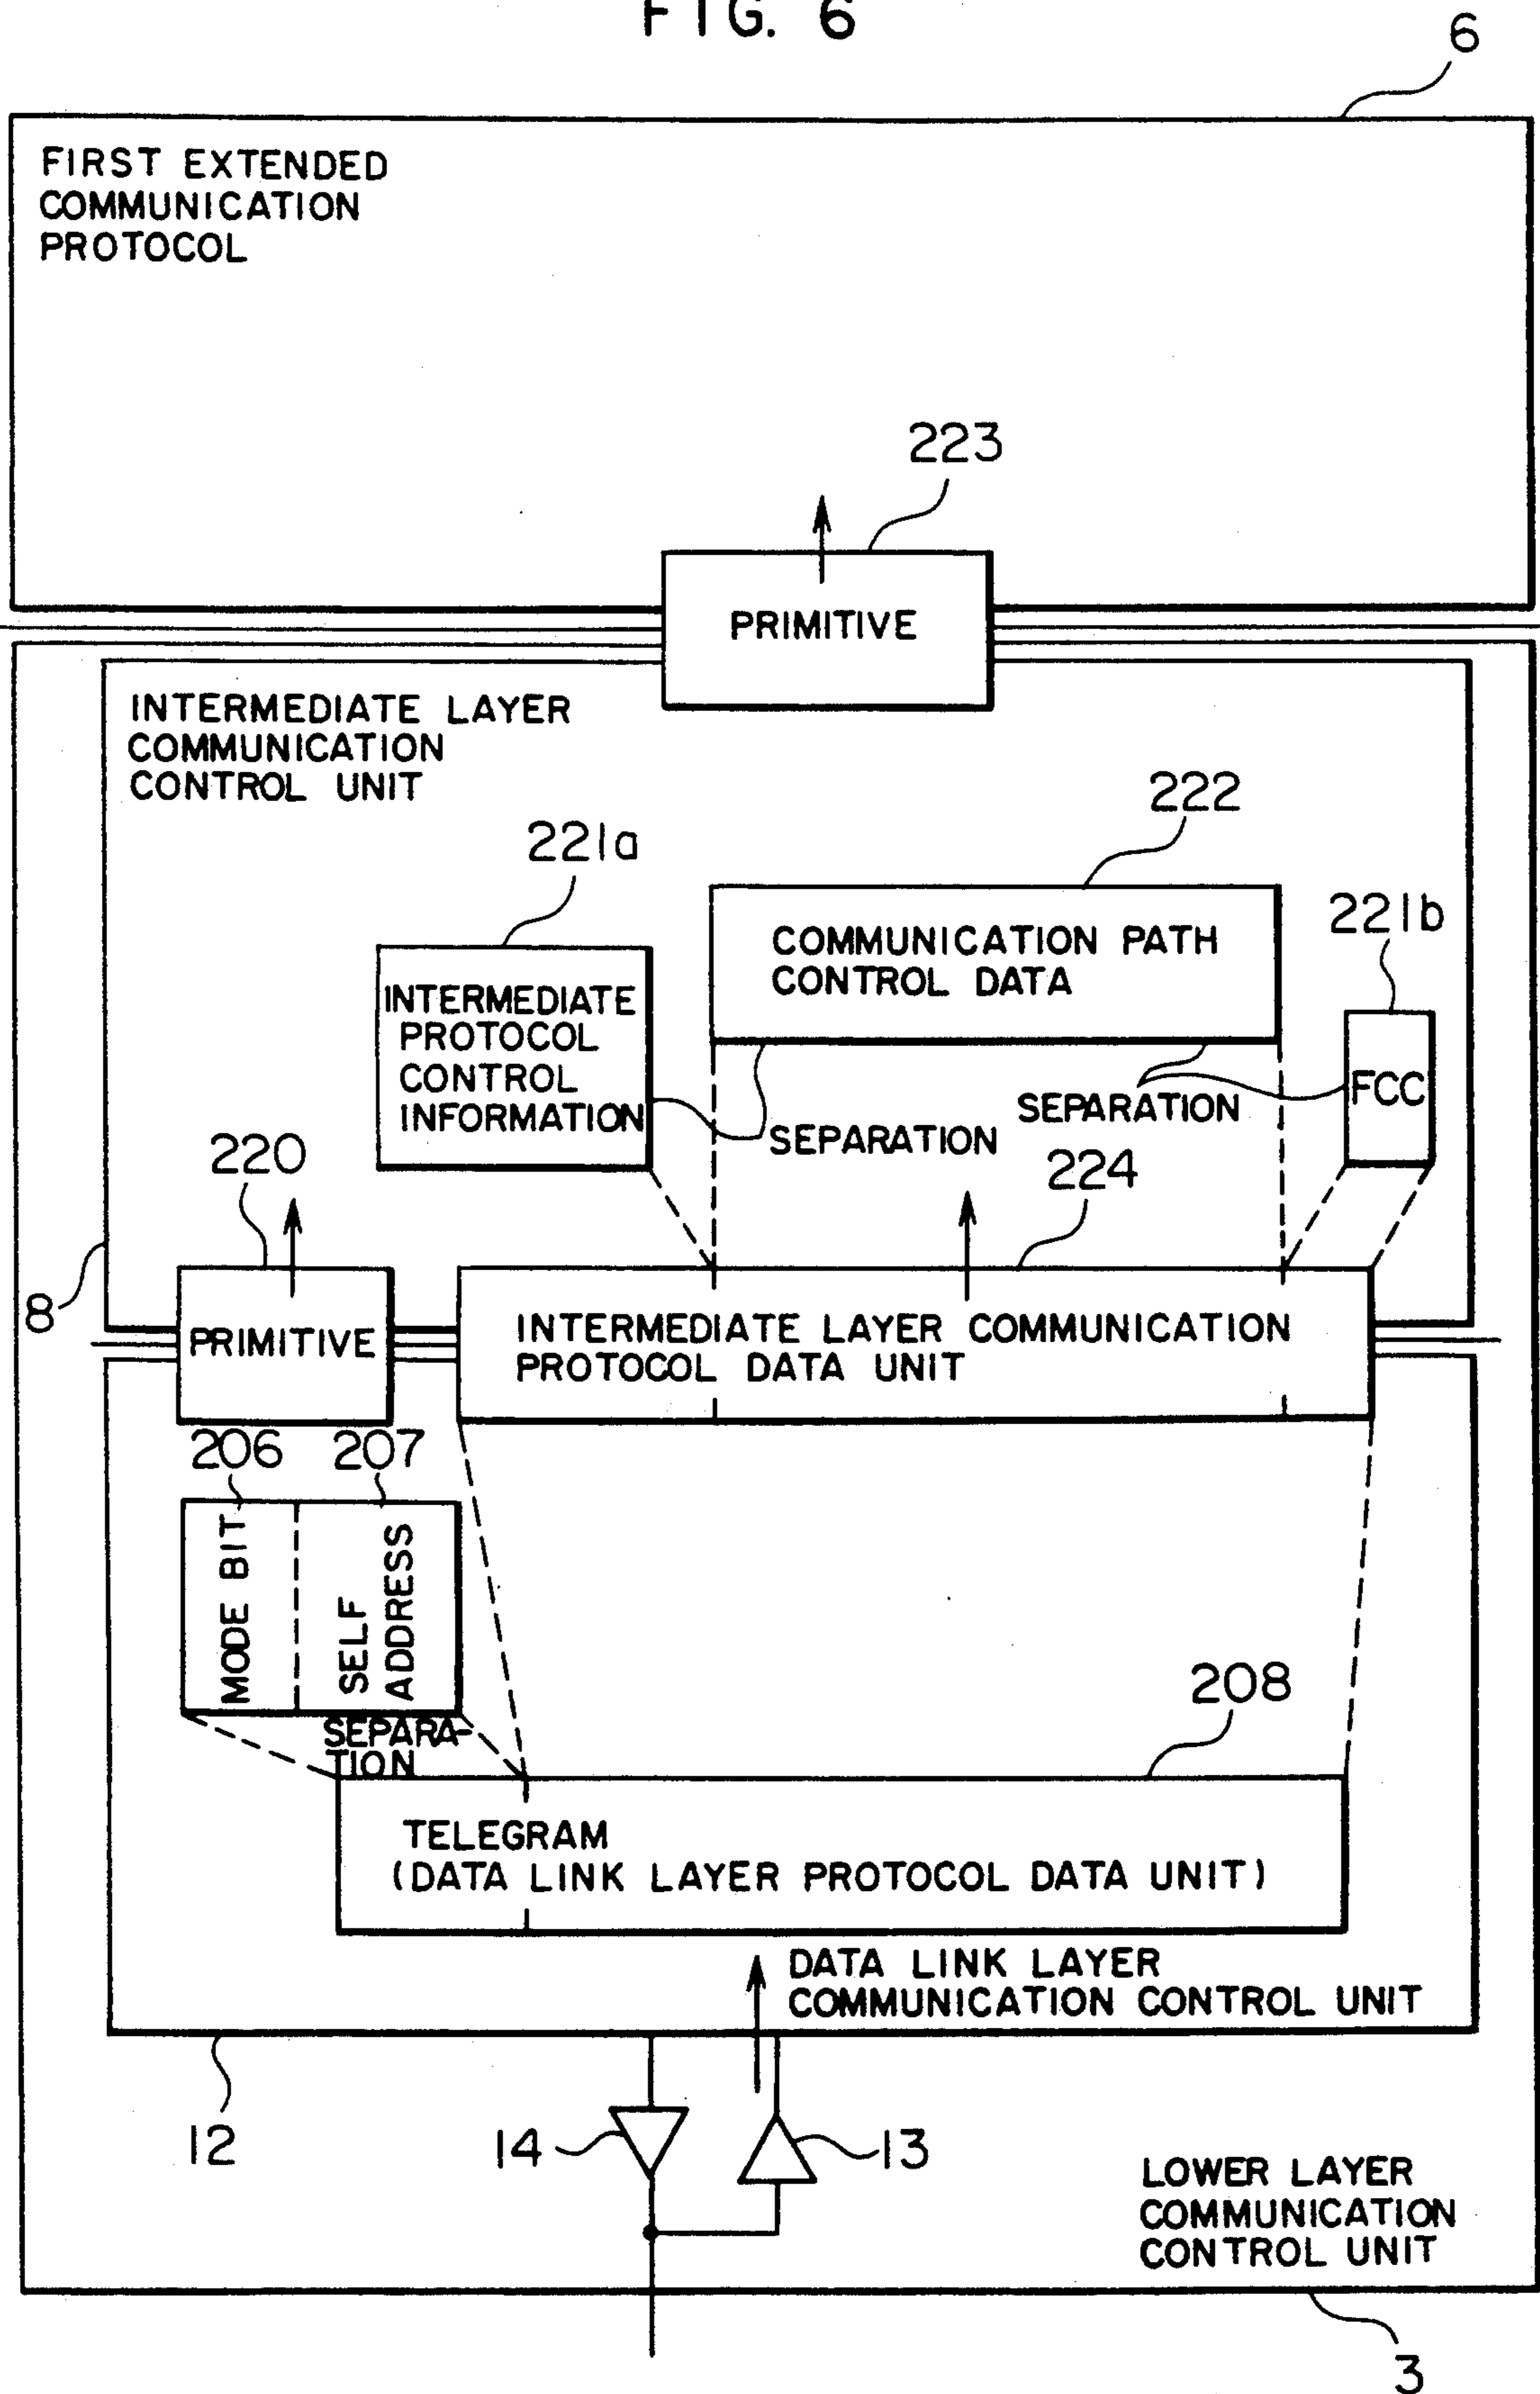 FIG. 6
6
FIRST EXTENDED
COMMUNICATION
PROTOCOL
223
PRIMITIVE
INTERMEDIATE LAYER
COMMUNICATION
CONTROL UNIT
222
221a
221b
COMMUNICATION PATH
CONTROL DATA
INTERMEDIATE
PROTOCOL
CONTROL
INFORMATION
FCC
SEPARATION
SEPARATION
220
224
8
PRIMITIVE
INTERMEDIATE LAYER COMMUNICATION
PROTOCOL DATA UNIT
206
207
MODE BIT
SELF
ADDRESS
208
SEPARA-
TION
TELEGRAM
(DATA LINK LAYER PROTOCOL DATA UNIT)
DATA LINK LAYER
COMMUNICATION CONTROL UNIT
12
14
13
LOWER LAYER
COMMUNICATION
CONTROL UNIT
3